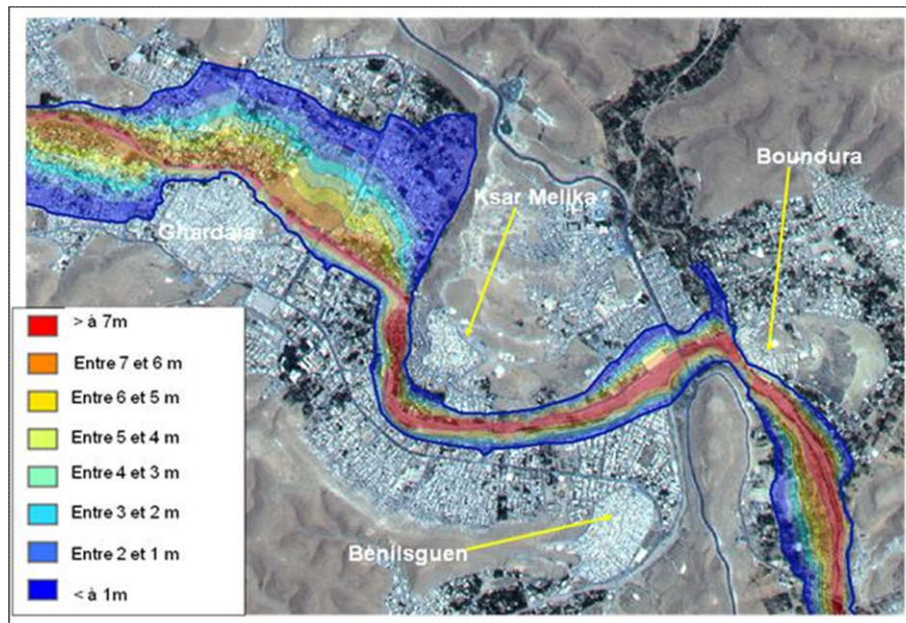 Bounoura
Ksar Melika
Ghardaia
> à 7m
Entre 7 et 6 m
Entre 6 et 5 m
Entre 5 et 4 m
Entre 4 et 3 m
Entre 3 et 2 m
Entre 2 et 1 m
< à 1m
BèniIsguen